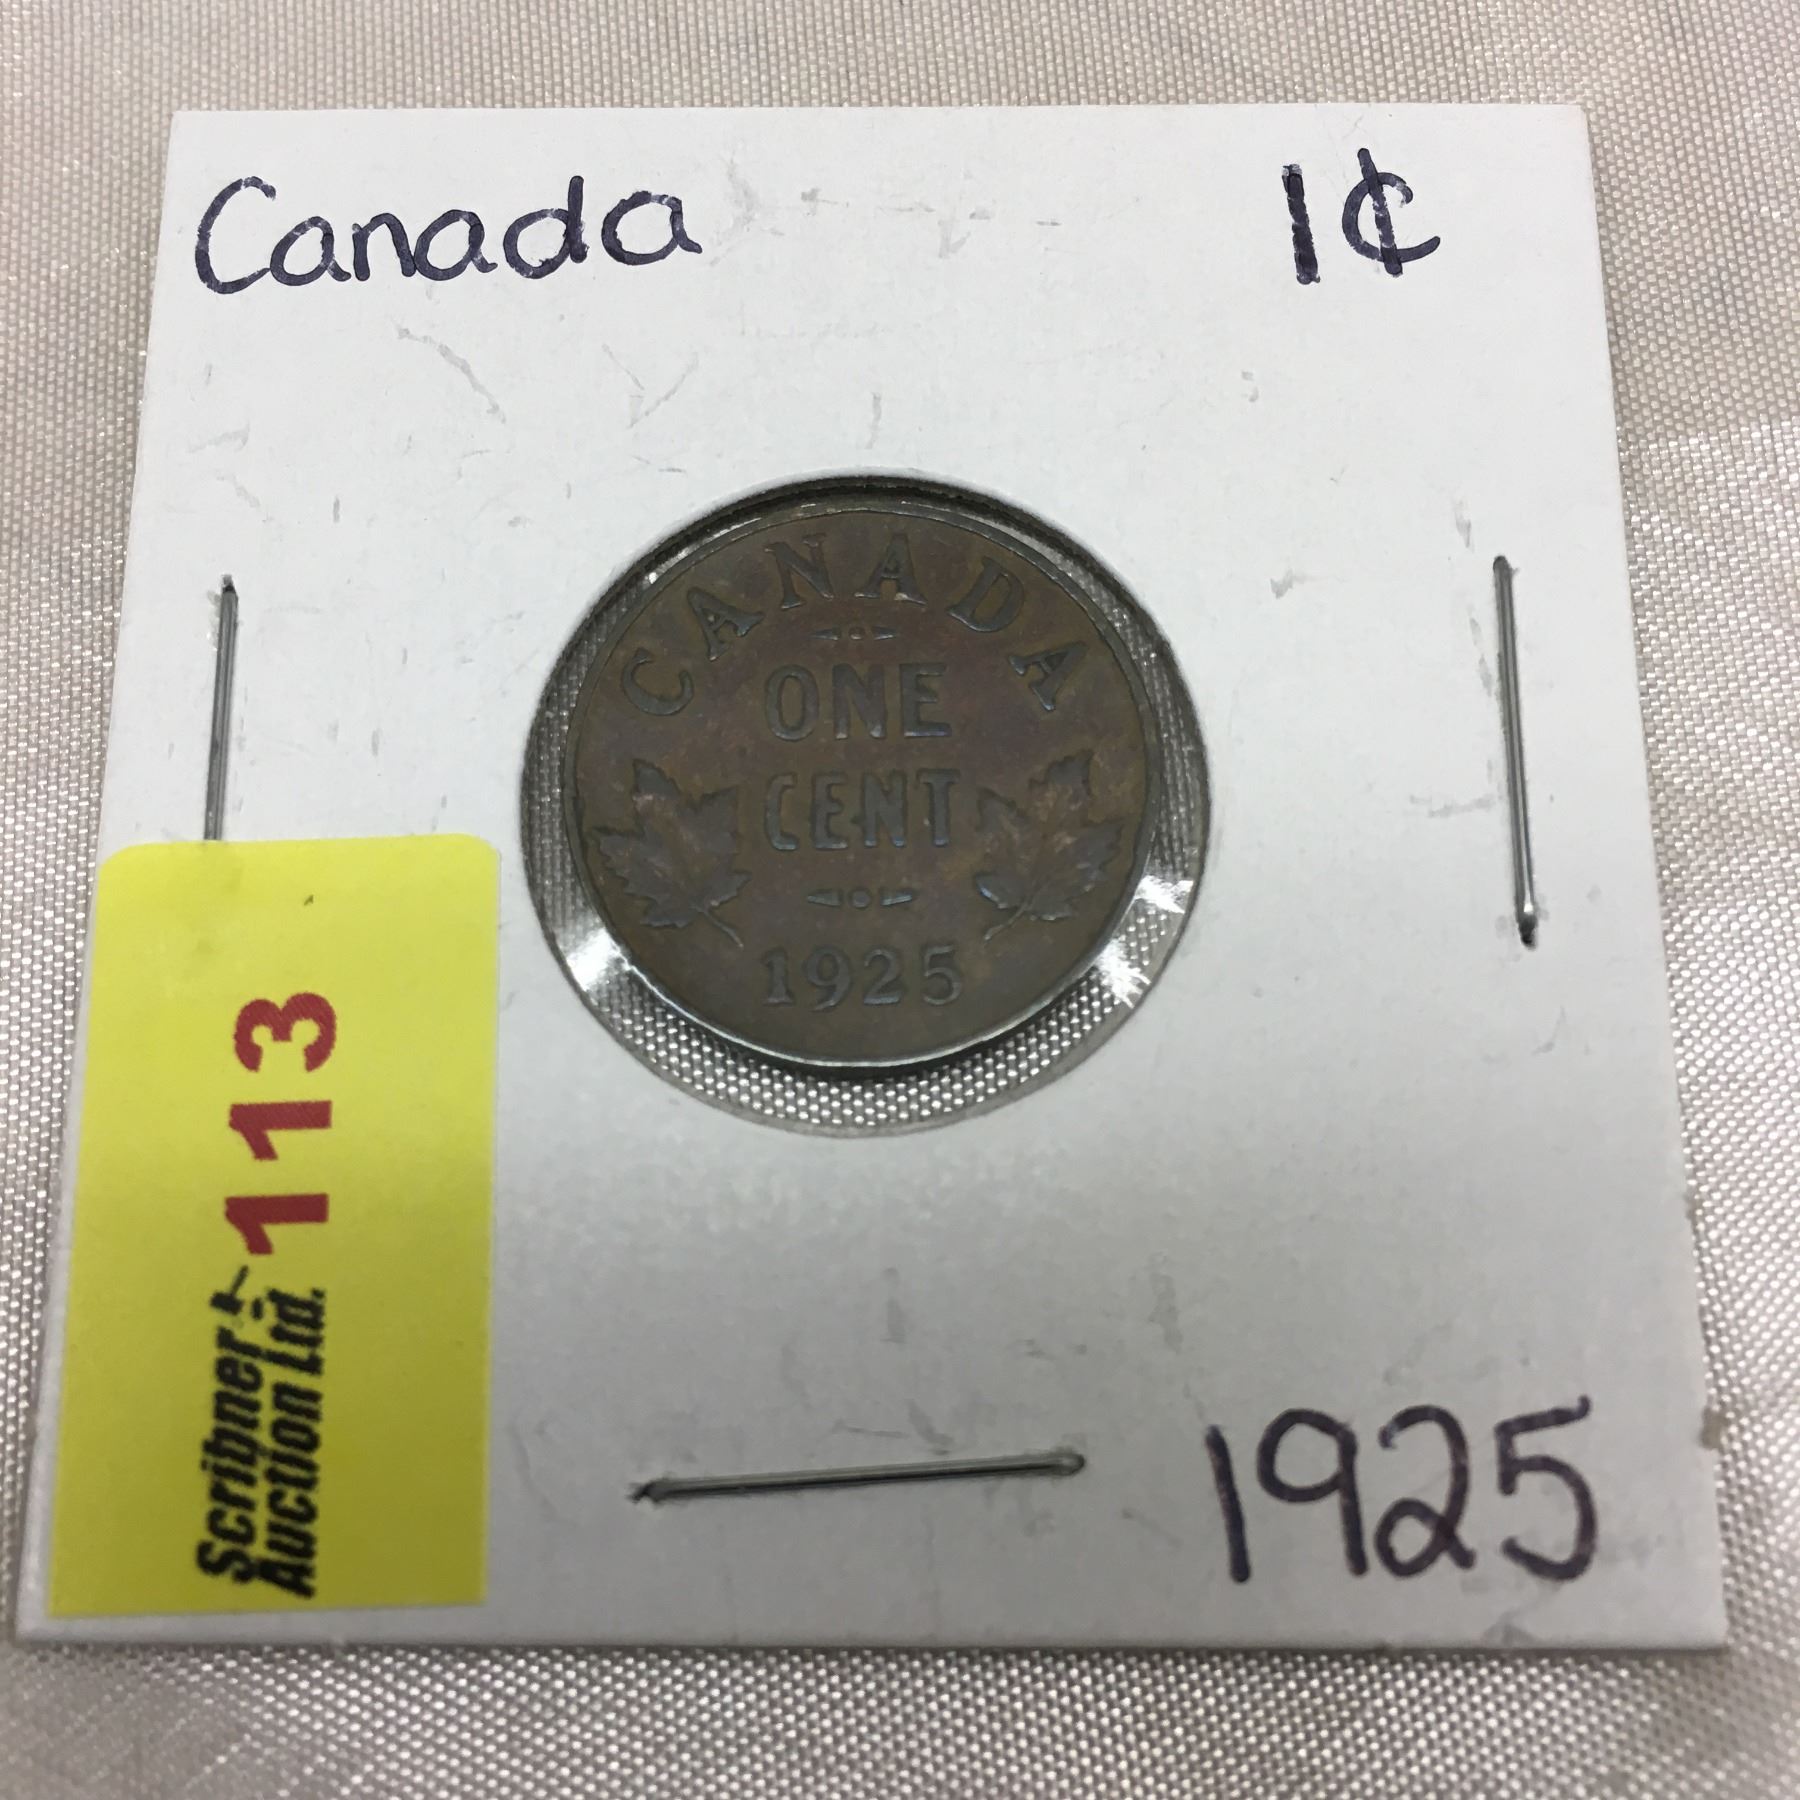 Canada 1¢
CANADA
ONE
CENT
1925
113
Scribner
Auction Ltd.
1925